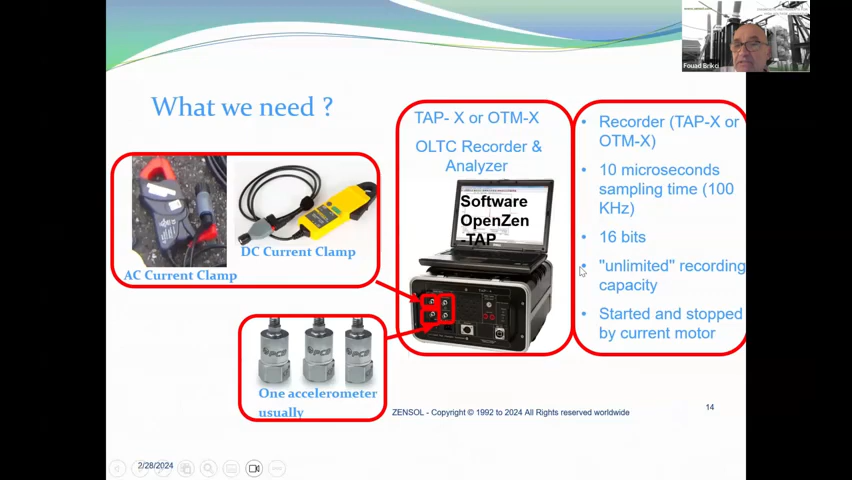 Fouad Brikci
What we need ?
AC Current Clamp
DC Current Clamp
PCB
PCB
PCB
One accelerometer
usually
TAP- X or OTM-X
OLTC Recorder &
Analyzer
Software
OpenZen
-TAP
• Recorder (TAP-X or
OTM-X)
• 10 microseconds
sampling time (100
KHz)
• 16 bits
• "unlimited" recording
capacity
• Started and stopped
by current motor
ZENSOL - Copyright © 1992 to 2024 All Rights reserved worldwide
14
2/28/2024